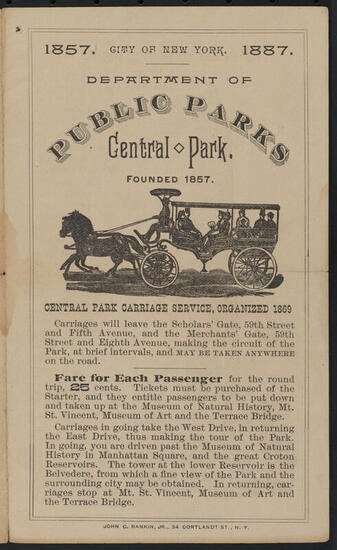 1857. CITY OF NEW YORK. 1887.
DEPARTMENT OF
PUBLIC PARKS
Central Park.
FOUNDED 1857.
CENTRAL PARK CARRIAGE SERVICE, ORGANIZED 1869
Carriages will leave the Scholars' Gate, 59th Street
and Fifth Avenue, and the Merchants' Gate, 59th
Street and Eighth Avenue, making the circuit of the
Park, at brief intervals, and MAY BE TAKEN ANYWHERE
on the road.
Fare for Each Passenger for the round
trip, 25 cents. Tickets must be purchased of the
Starter, and they entitle passengers to be put down
and taken up at the Museum of Natural History, Mt.
St. Vincent, Museum of Art and the Terrace Bridge.
Carriages in going take the West Drive, in returning
the East Drive, thus making the tour of the Park.
In going, you are driven past the Museum of Natural
History in Manhattan Square, and the great Croton
Reservoirs. The tower at the lower Reservoir is the
Belvedere, from which a fine view of the Park and the
surrounding city may be obtained. In returning, car-
riages stop at Mt. St. Vincent, Museum of Art and
the Terrace Bridge.
JOHN C. RANKIN, JR., 34 CORTLANDT ST., N. Y.